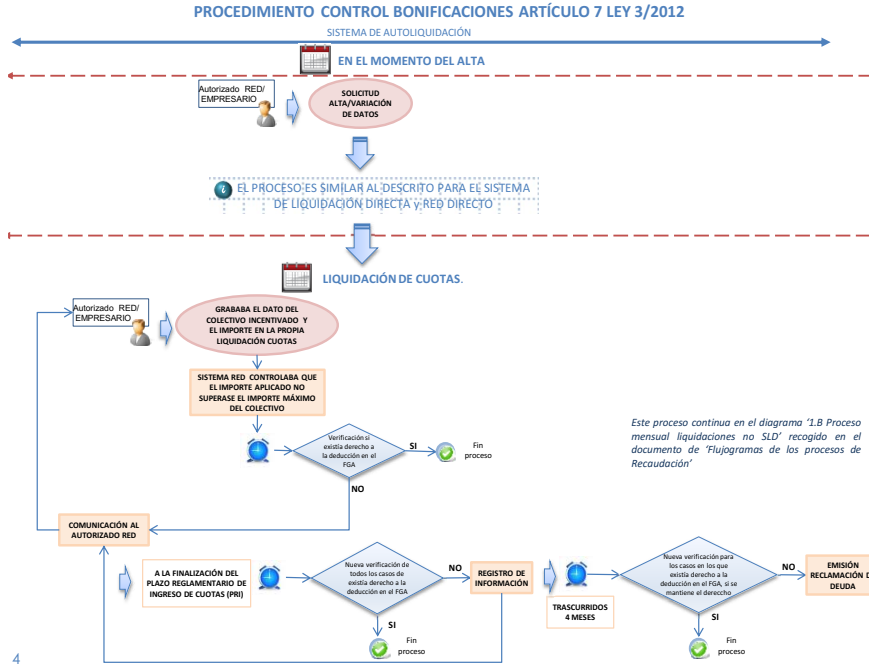 PROCEDIMIENTO CONTROL BONIFICACIONES ARTÍCULO 7 LEY 3/2012
SISTEMA DE AUTOLIQUIDACIÓN
EN EL MOMENTO DEL ALTA
Autorizado RED/
EMPRESARIO
SOLICITUD
ALTA/VARIACIÓN
DE DATOS
EL PROCESO ES SIMILAR AL DESCRITO PARA EL SISTEMA
DE LIQUIDACIÓN DIRECTA y RED DIRECTO
LIQUIDACIÓN DE CUOTAS.
Autorizado RED/
EMPRESARIO
GRABABA EL DATO DEL
COLECTIVO INCENTIVADO Y
EL IMPORTE EN LA PROPIA
LIQUIDACIÓN CUOTAS
SISTEMA RED CONTROLABA QUE
EL IMPORTE APLICADO NO
SUPERASE EL IMPORTE MÁXIMO
DEL COLECTIVO
Verificación si
existía derecho a
la deducción en el
FGA
SI
Fin
proceso
NO
Este proceso continua en el diagrama '1.B Proceso
mensual liquidaciones no SLD' recogido en el
documento de 'Flujogramas de los procesos de
Recaudación'
COMUNICACIÓN AL
AUTORIZADO RED
A LA FINALIZACIÓN DEL
PLAZO REGLAMENTARIO DE
INGRESO DE CUOTAS (PRI)
Nueva verificación de
todos los casos de
existía derecho a la
deducción en el FGA
NO
SI
Fin
proceso
REGISTRO DE
INFORMACIÓN
TRASCURRIDOS
4 MESES
Nueva verificación para
los casos en los que
existía derecho a la
deducción en el FGA, si se
mantiene el dereccho
NO
SI
Fin
proceso
EMISIÓN
RECLAMACIÓN D
DEUDA
4